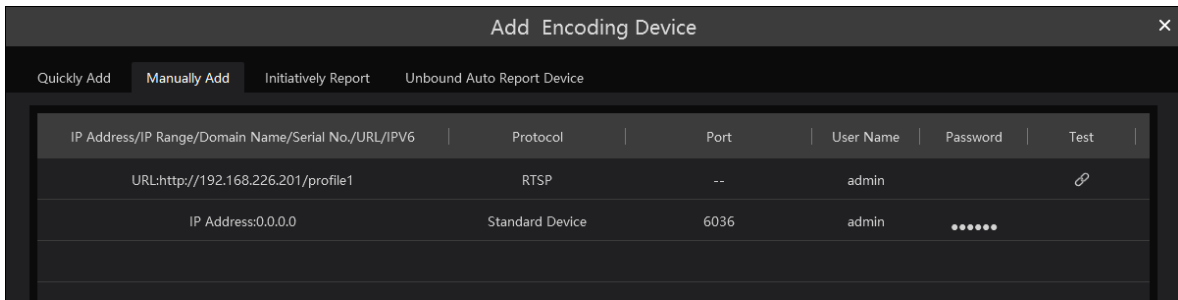 Add Encoding Device
Quickly Add Manually Add Initiatively Report Unbound Auto Report Device
IP Address/IP Range/Domain Name/Serial No./URL/IPV6 Protocol Port User Name Password Test
URL:http://192.168.226.201/profile1 RTSP -- admin
IP Address:0.0.0.0 Standard Device 6036 admin ●●●●●●